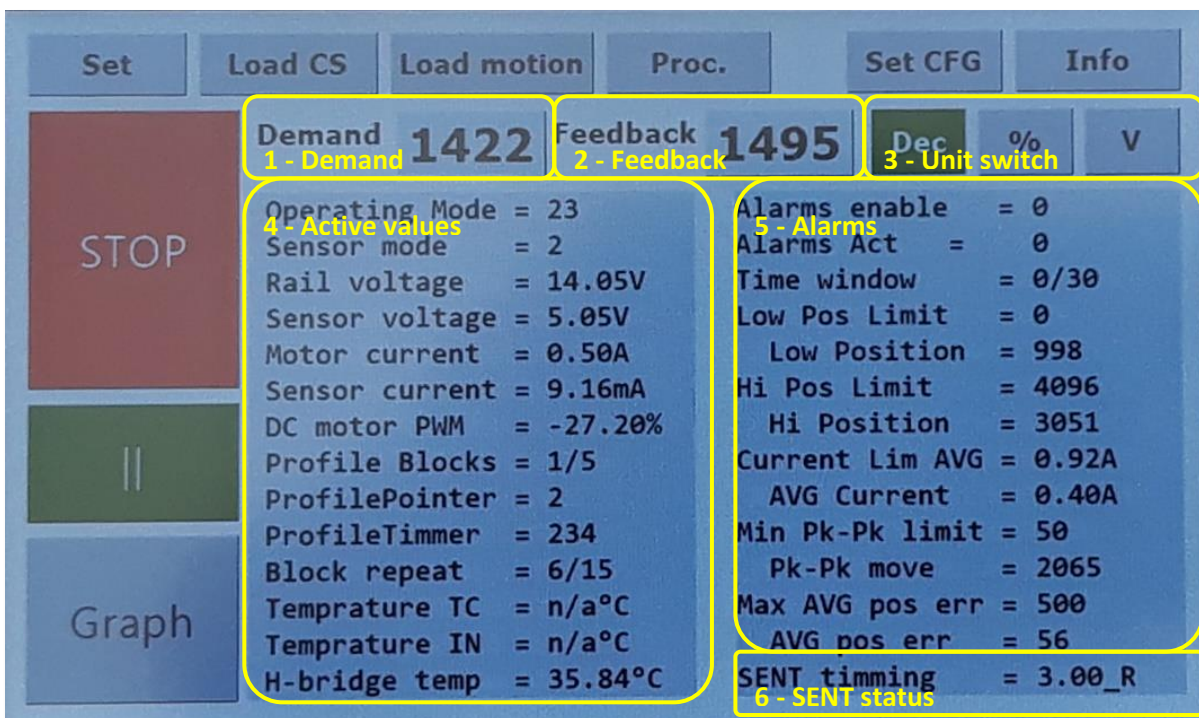 Set Load CS Load motion Proc. Set CFG Info
Demand 1422 Feedback 1495 Dec % V
1 - Demand 2 - Feedback 3 - Unit switch
STOP
||
Graph
4 - Active values
Operating Mode = 23
Sensor mode = 2
Rail voltage = 14.05V
Sensor voltage = 5.05V
Motor current = 0.50A
Sensor current = 9.16mA
DC motor PWM = -27.20%
Profile Blocks = 1/5
ProfilePointer = 2
ProfileTimmer = 234
Block repeat = 6/15
Temprature TC = n/a°C
Temprature IN = n/a°C
H-bridge temp = 35.84°C
5 - Alarms
Alarms enable = 0
Alarms Act = 0
Time window = 0/30
Low Pos Limit = 0
Low Position = 998
Hi Pos Limit = 4096
Hi Position = 3051
Current Lim AVG = 0.92A
AVG Current = 0.40A
Min Pk-Pk limit = 50
Pk-Pk move = 2065
Max AVG pos err = 500
AVG pos err = 56
SENT timming = 3.00_R
6 - SENT status